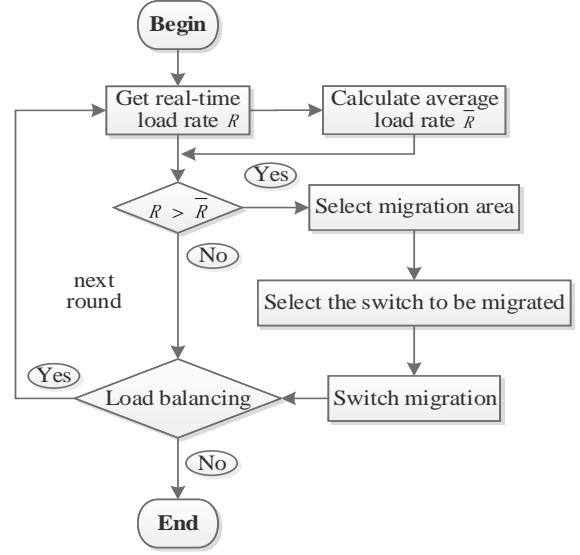 Begin
Get real-time
load rate R
Calculate average
load rate R̅
Yes
R > R̅
Select migration area
No
next
round
Select the switch to be migrated
Yes
Load balancing
Switch migration
No
End